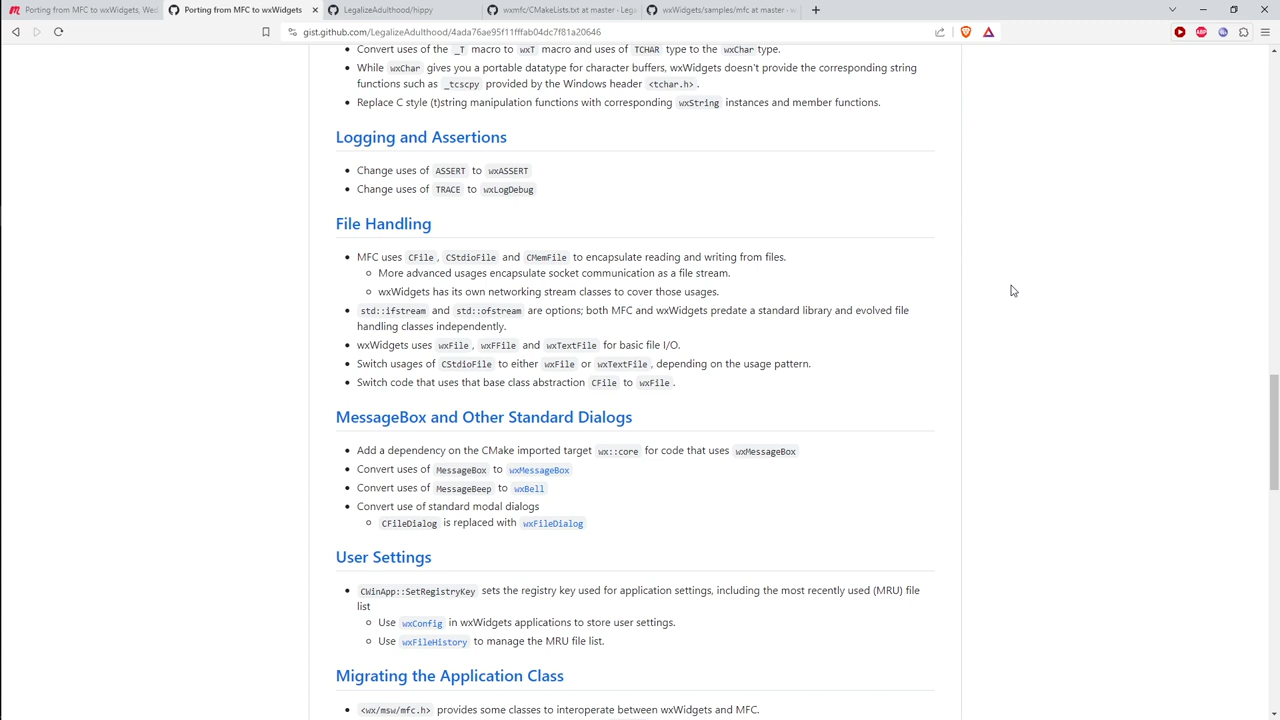 Porting from MFC to wxWidgets, Wed
Porting from MFC to wxWidgets
LegalizeAdulthood/hippy
wxmfc/CMakeLists.txt at master · Lega
wxWidgets/samples/mfc at master · w
gist.github.com/LegalizeAdulthood/4ada76ae95f11fffab04dc7f81a20646
Convert uses of the _T macro to wxT macro and uses of TCHAR type to the wxChar type.
While wxChar gives you a portable datatype for character buffers, wxWidgets doesn't provide the corresponding string
functions such as _tcscpy provided by the Windows header <tchar.h>.
Replace C style (t)string manipulation functions with corresponding wxString instances and member functions.
Logging and Assertions
Change uses of ASSERT to wxASSERT
Change uses of TRACE to wxLogDebug
File Handling
MFC uses CFile, CStdioFile and CMemFile to encapsulate reading and writing from files.
More advanced usages encapsulate socket communication as a file stream.
wxWidgets has its own networking stream classes to cover those usages.
std::ifstream and std::ofstream are options; both MFC and wxWidgets predate a standard library and evolved file
handling classes independently.
wxWidgets uses wxFile, wxFFile and wxTextFile for basic file I/O.
Switch usages of CStdioFile to either wxFile or wxTextFile, depending on the usage pattern.
Switch code that uses that base class abstraction CFile to wxFile.
MessageBox and Other Standard Dialogs
Add a dependency on the CMake imported target wx::core for code that uses wxMessageBox
Convert uses of MessageBox to wxMessageBox
Convert uses of MessageBeep to wxBell
Convert use of standard modal dialogs
CFileDialog is replaced with wxFileDialog
User Settings
CWinApp::SetRegistryKey sets the registry key used for application settings, including the most recently used (MRU) file
list
Use wxConfig in wxWidgets applications to store user settings.
Use wxFileHistory to manage the MRU file list.
Migrating the Application Class
<wx/msw/mfc.h> provides some classes to interoperate between wxWidgets and MFC.